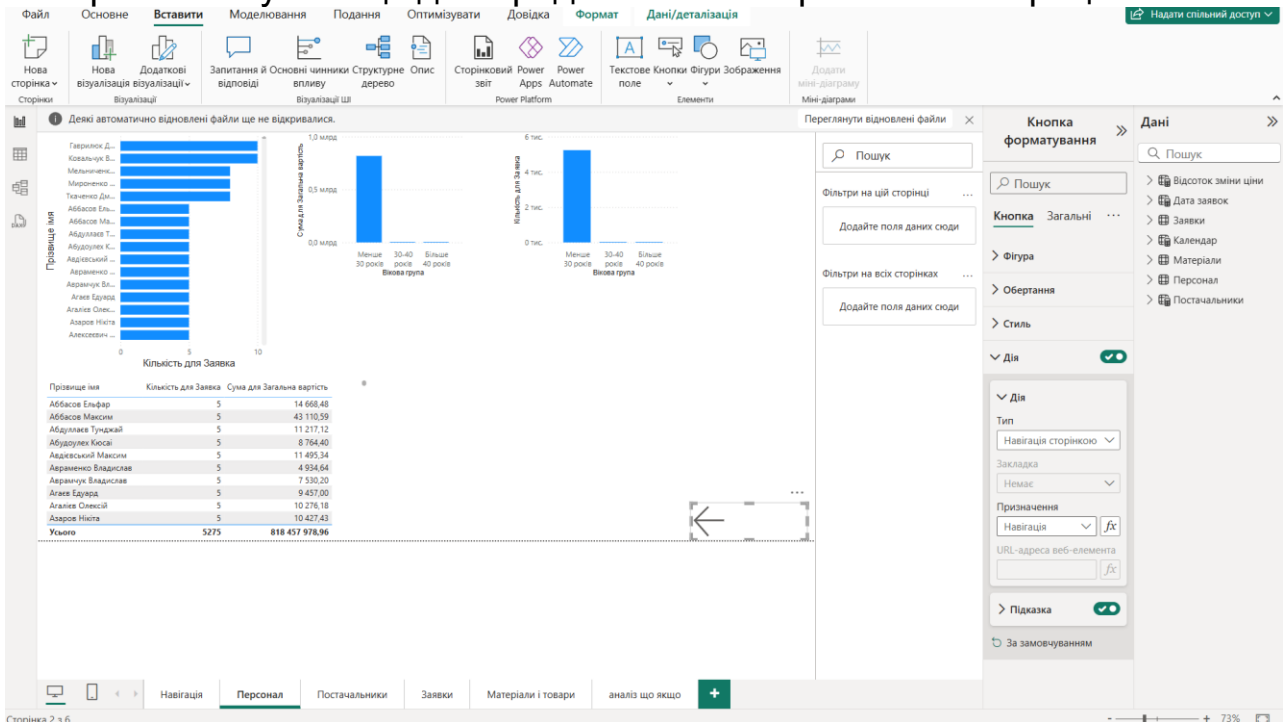 Файл Основне Вставити Моделювання Подання Оптимізувати Довідка Формат Дані/деталізація Надати спільний доступ
Нова сторінка
Нова візуалізація
Додаткові візуалізації
Запитання й відповіді
Основні чинники впливу
Структурне дерево
Опис
Сторінковий звіт
Power Apps
Power Automate
Текстове поле
Кнопки
Фігури
Зображення
Додати міні-діаграму
Сторінки Візуалізації Візуалізації ШІ Power Platform Елементи Міні-діаграми
Деякі автоматично відновлені файли ще не відкривалися. Переглянути відновлені файли
Прізвище імя
Гаврилюк Д...
Ковальчук В...
Мельниченк...
Мироненко ...
Ткаченко Дм...
Аббасов Ель...
Аббасов Ма...
Абдуллаєв Т...
Абудоулех К...
Авдієвський ...
Авраменко ...
Аврамчук Вл...
Агаєв Едуард
Агалієв Олек...
Азаров Нікіта
Алексеєвич ...
0 5 10
Кількість для Заявка
Сума для Загальна вартість
1,0 млрд
0,5 млрд
0,0 млрд
Менше 30 років
30-40 років
Більше 40 років
Вікова група
Кількість для Заявка
6 тис.
4 тис.
2 тис.
0 тис.
Менше 30 років
30-40 років
Більше 40 років
Вікова група
Прізвище імя Кількість для Заявка Сума для Загальна вартість
Аббасов Ельфар 5 14 668,48
Аббасов Максим 5 43 110,59
Абдуллаєв Тунджай 5 11 217,12
Абудоулех Кюсаі 5 8 764,40
Авдієвський Максим 5 11 495,34
Авраменко Владислав 5 4 934,64
Аврамчук Владислав 5 7 530,20
Агаєв Едуард 5 9 457,00
Агалієв Олексій 5 10 276,18
Азаров Нікіта 5 10 427,43
Усього 5275 818 457 978,96
Пошук
Фільтри на цій сторінці ...
Додайте поля даних сюди
Фільтри на всіх сторінках ...
Додайте поля даних сюди
Кнопка форматування
Пошук
Кнопка Загальні ...
Фігура
Обертання
Стиль
Дія
Дія
Тип
Навігація сторінкою
Закладка
Немає
Призначення
Навігація fx
URL-адреса веб-елемента
fx
Підказка
За замовчуванням
Дані
Пошук
Відсоток зміни ціни
Дата заявок
Заявки
Календар
Матеріали
Персонал
Постачальники
Навігація Персонал Постачальники Заявки Матеріали і товари аналіз що якщо +
Сторінка 2 з 6 - + 73%